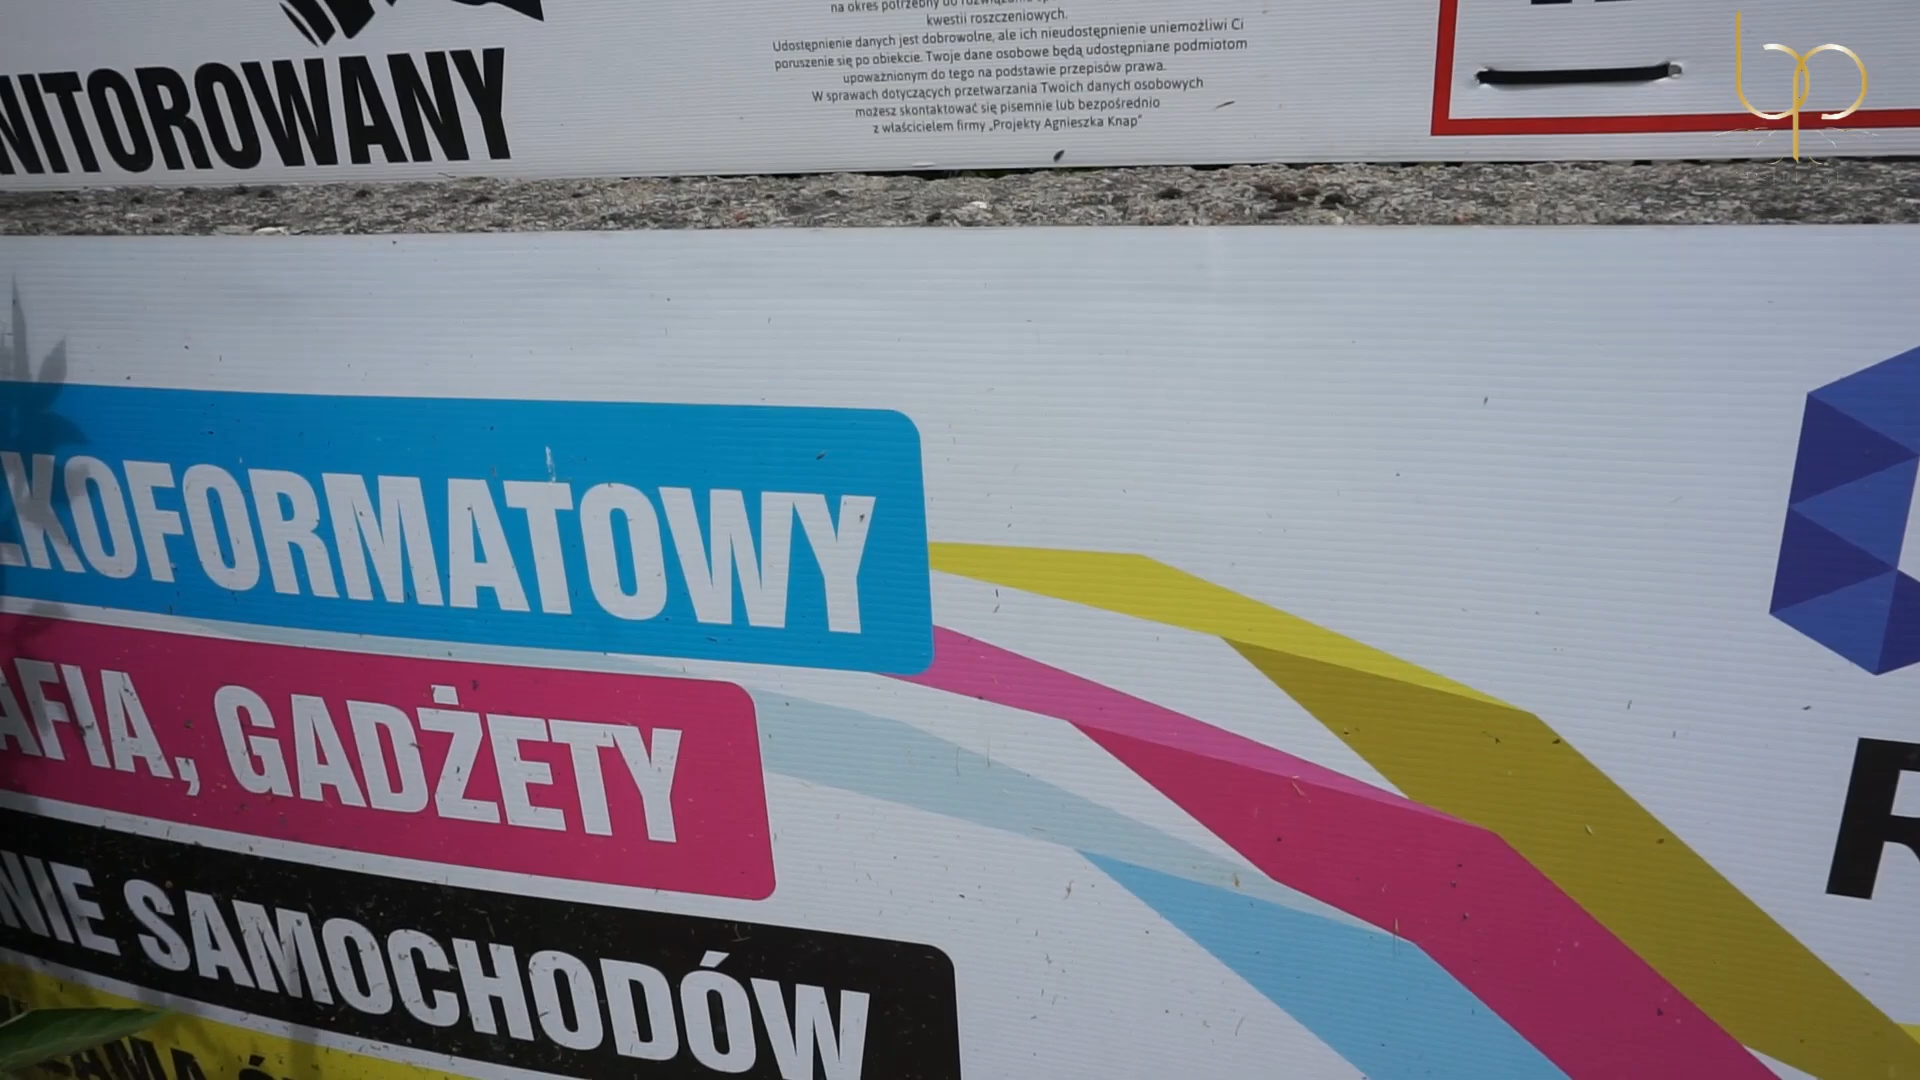 na okres potrzebny do
kwestii roszczeniowych.
Udostępnienie danych jest dobrowolne, ale ich nieudostępnienie uniemożliwi Ci
poruszenie się po obiekcie. Twoje dane osobowe będą udostępniane podmiotom
upoważnionym do tego na podstawie przepisów prawa.
W sprawach dotyczących przetwarzania Twoich danych osobowych
możesz skontaktować się pisemnie lub bezpośrednio
z właścicielem firmy „Projekty Agnieszka Knap"
NITOROWANY
LKOFORMATOWY
AFIA, GADŻETY
NIE SAMOCHODÓW
R